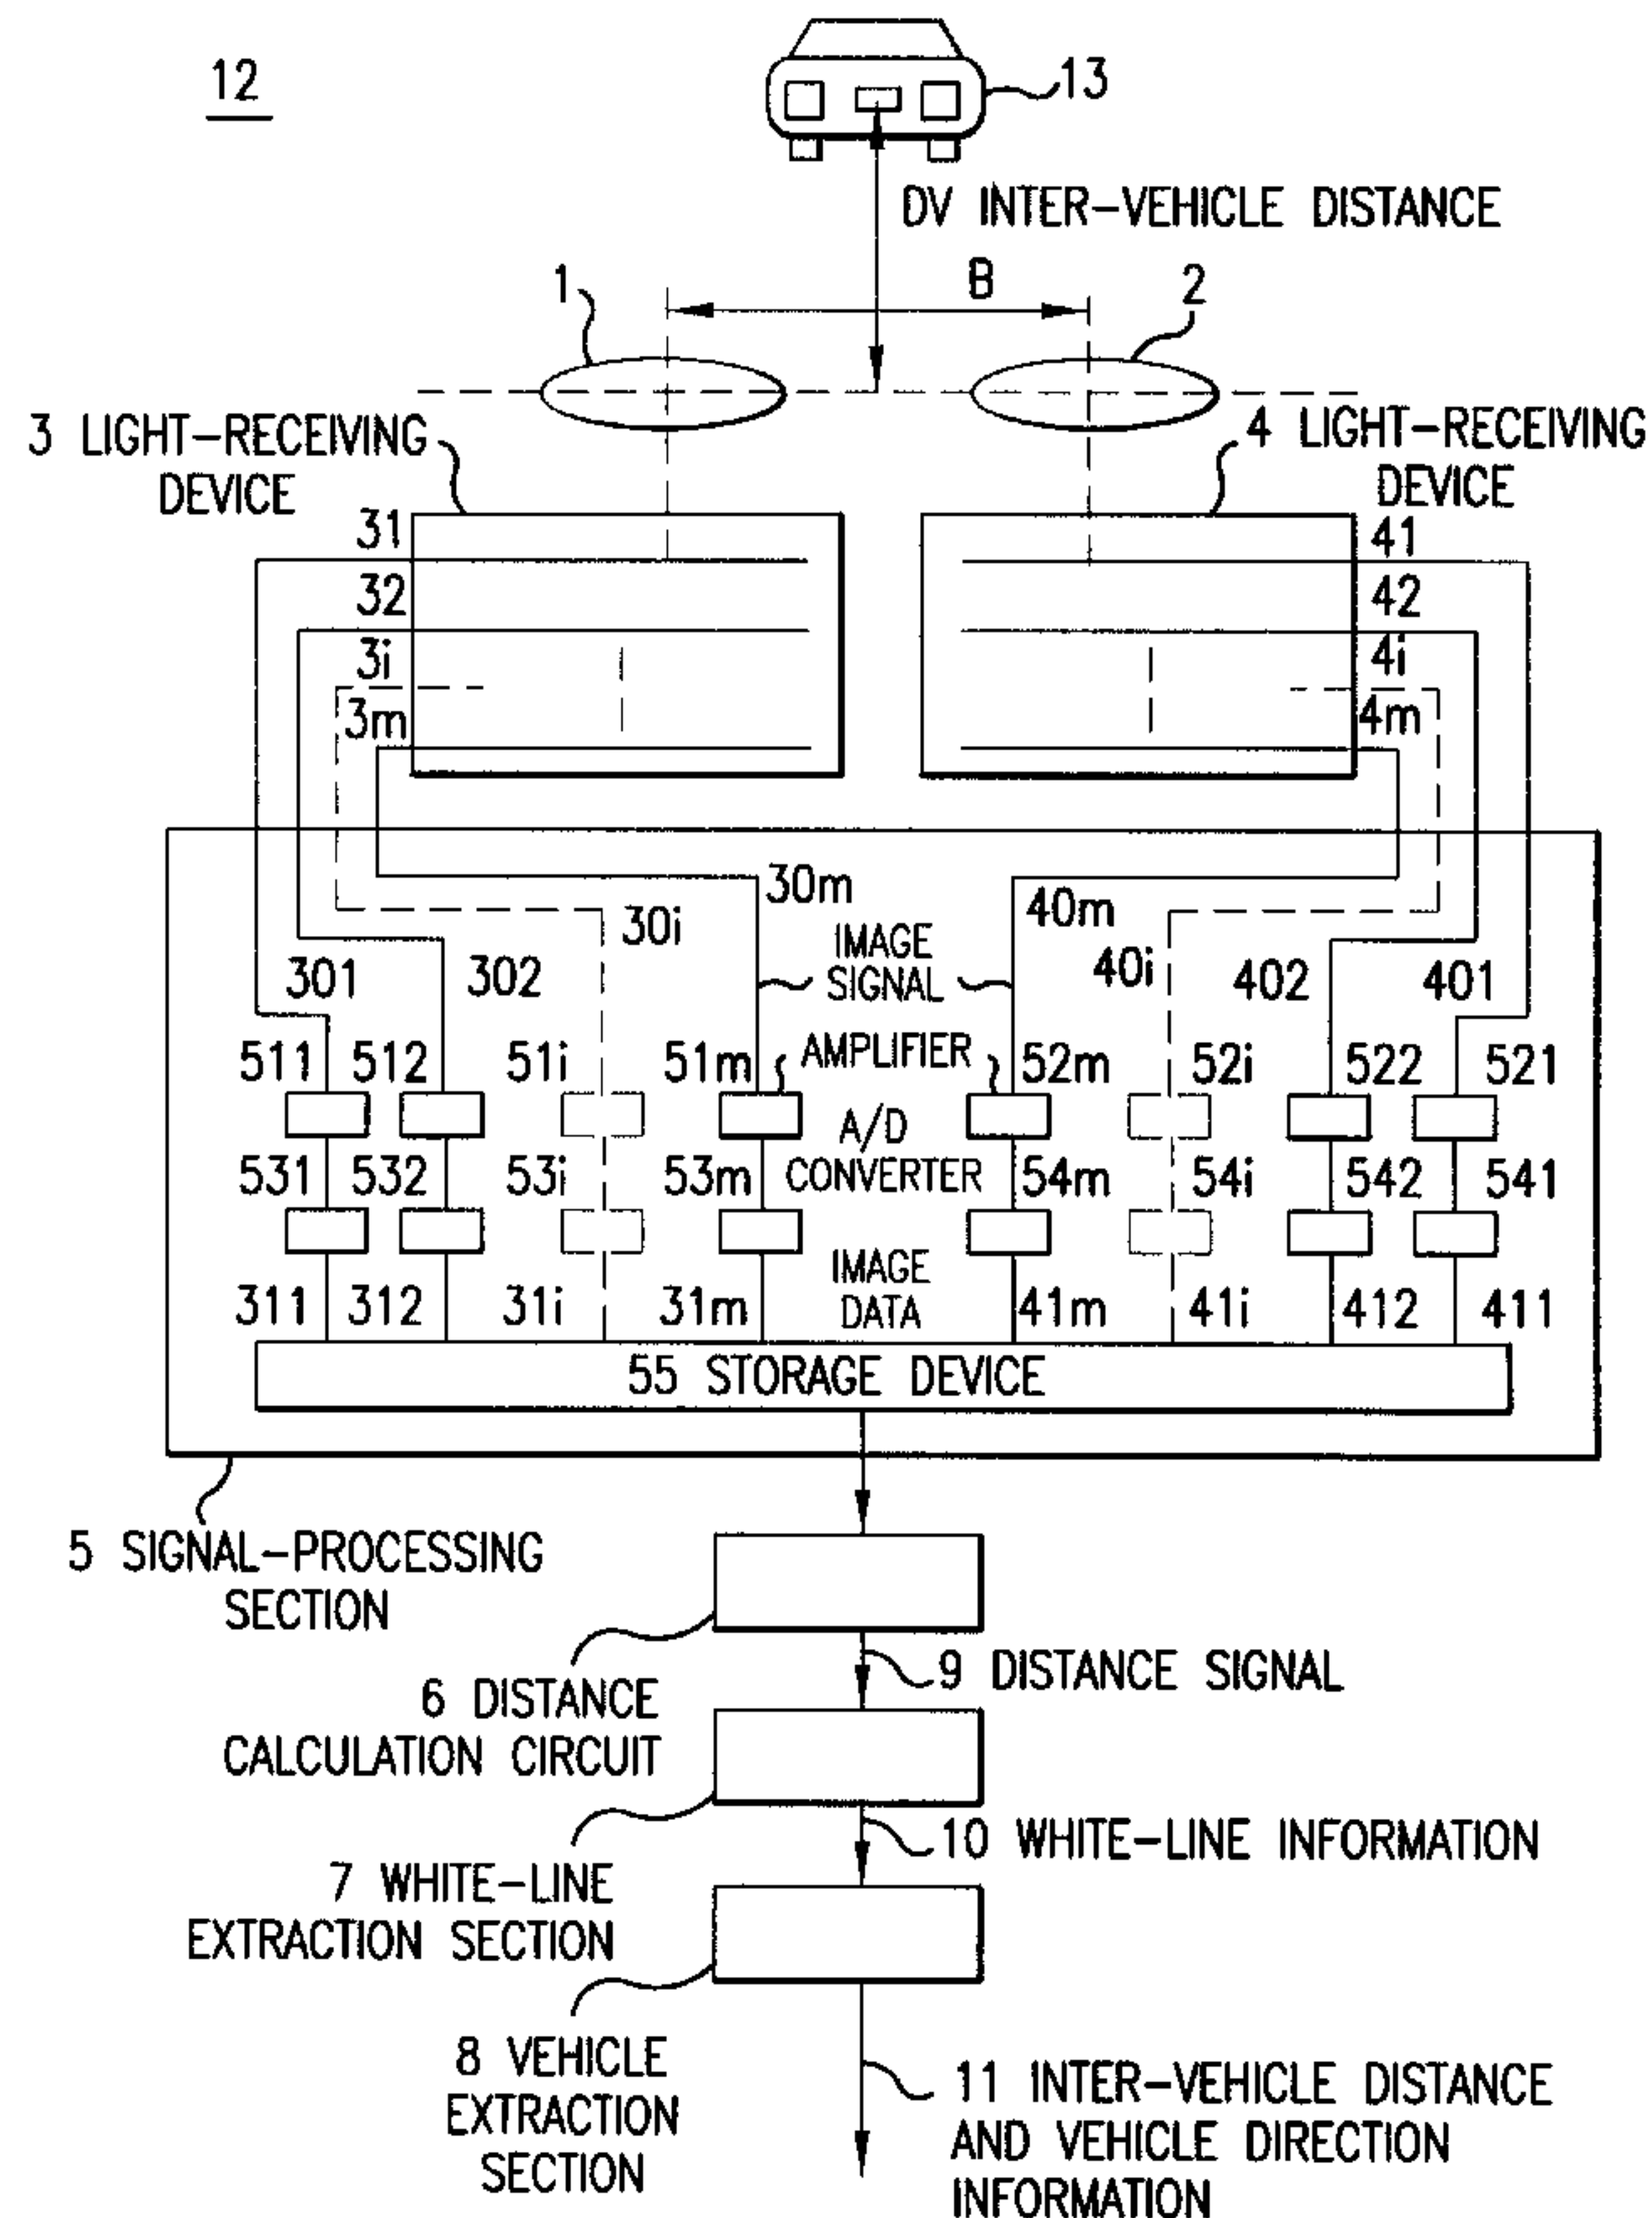 12
13
DV INTER-VEHICLE DISTANCE
B
1
2
3 LIGHT-RECEIVING
DEVICE
4 LIGHT-RECEIVING
DEVICE
31
41
32
42
3i
4i
3m
4m
30m
40m
30i
IMAGE
SIGNAL
40i
301
302
402
401
511
512
51i
51m
AMPLIFIER
52m
52i
522
521
A/D
CONVERTER
531
532
53i
53m
54m
54i
542
541
IMAGE
DATA
311
312
31i
31m
41m
41i
412
411
55 STORAGE DEVICE
5 SIGNAL-PROCESSING
SECTION
9 DISTANCE SIGNAL
6 DISTANCE
CALCULATION CIRCUIT
10 WHITE-LINE INFORMATION
7 WHITE-LINE
EXTRACTION SECTION
8 VEHICLE
EXTRACTION
SECTION
11 INTER-VEHICLE DISTANCE
AND VEHICLE DIRECTION
INFORMATION